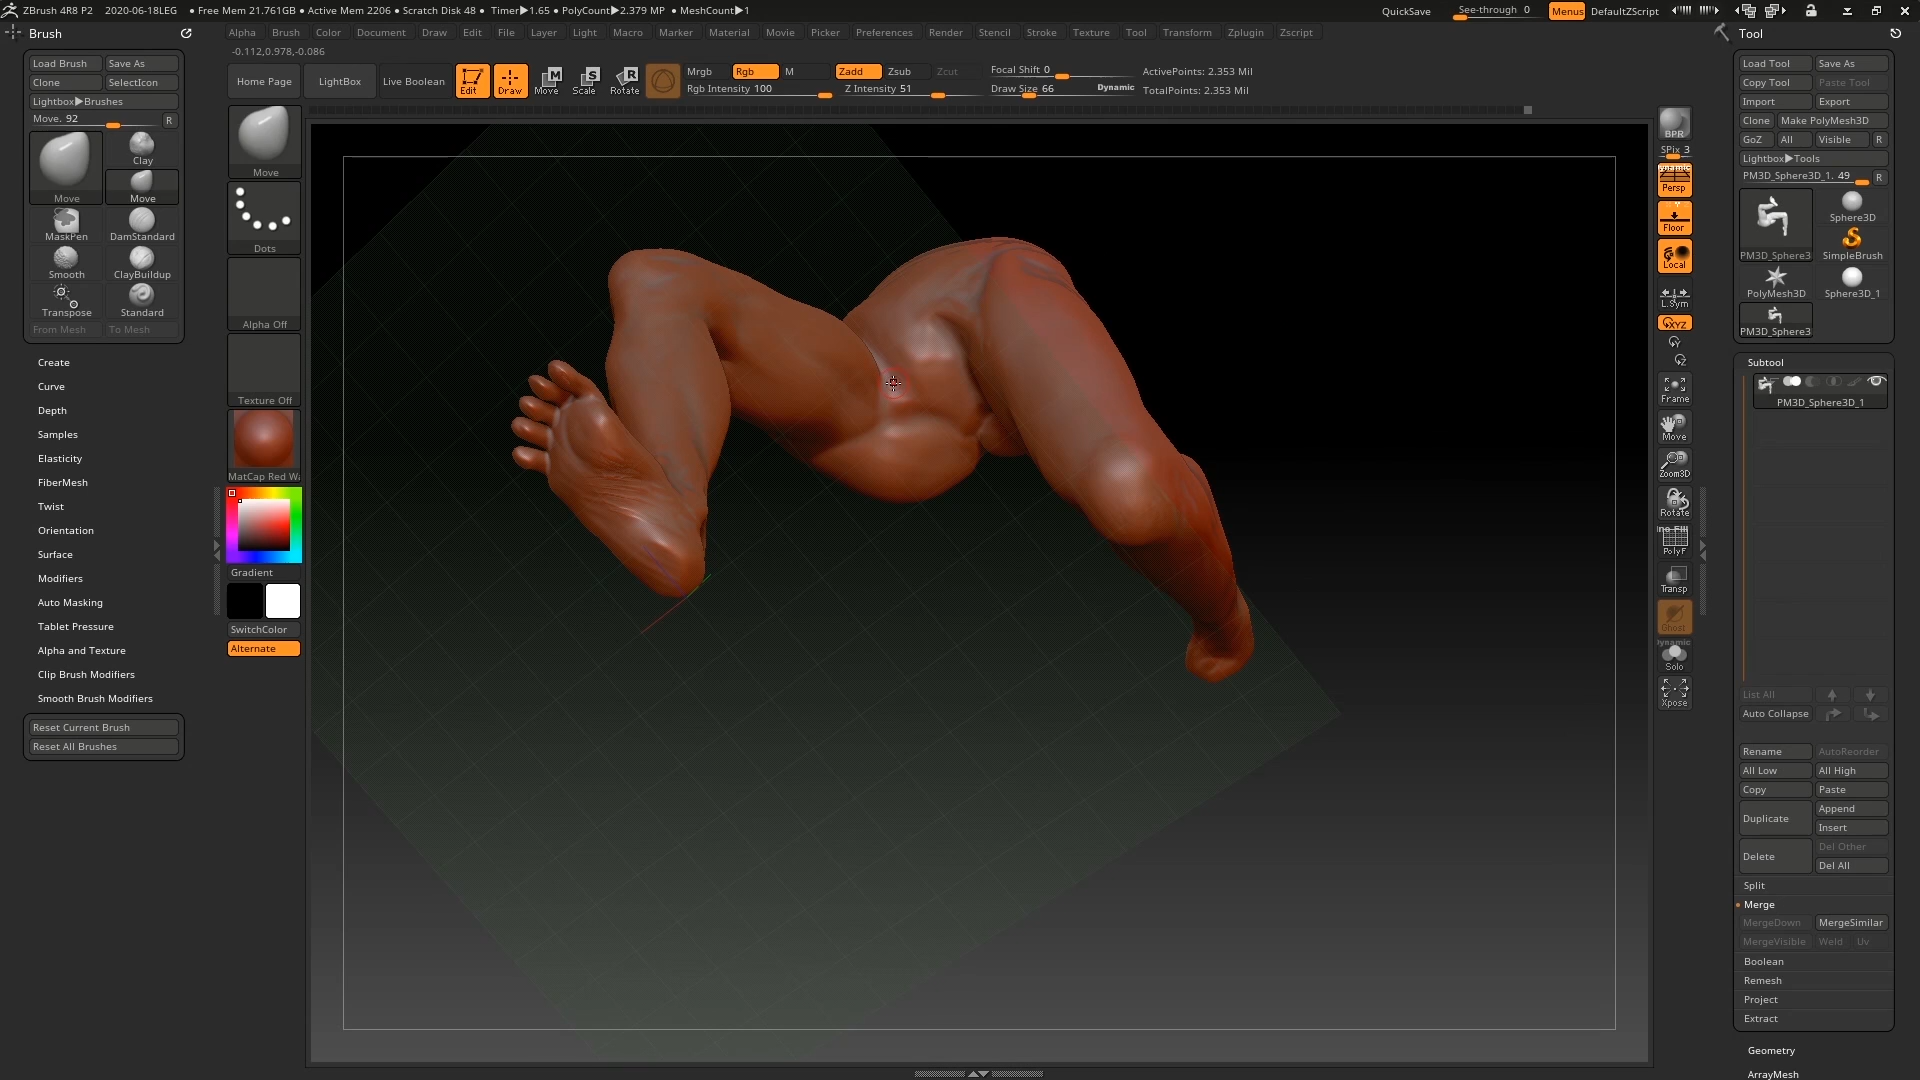 ZBrush 4R8 P2 2020-06-18LEG • Free Mem 21.761GB • Active Mem 2206 • Scratch Disk 48 • Timer▶1.65 • PolyCount▶2.379 MP • MeshCount▶1 QuickSave See-through 0 Menus DefaultZScript
Brush
Alpha Brush Color Document Draw Edit File Layer Light Macro Marker Material Movie Picker Preferences Render Stencil Stroke Texture Tool Transform Zplugin Zscript
Tool
-0.112,0.978,-0.086
Load Brush Save As
Clone SelectIcon
Lightbox▶Brushes
Move. 92 R
Move Clay
Move
MaskPen DamStandard
Smooth ClayBuildup
Transpose Standard
From Mesh To Mesh
Create
Curve
Depth
Samples
Elasticity
FiberMesh
Twist
Orientation
Surface
Modifiers
Auto Masking
Tablet Pressure
Alpha and Texture
Clip Brush Modifiers
Smooth Brush Modifiers
Reset Current Brush
Reset All Brushes
Home Page LightBox Live Boolean Edit Draw Move Scale Rotate
Mrgb Rgb M Zadd Zsub Zcut
Rgb Intensity 100 Z Intensity 51
Focal Shift 0
Draw Size 66 Dynamic
ActivePoints: 2.353 Mil
TotalPoints: 2.353 Mil
Move
Dots
Alpha Off
Texture Off
MatCap Red Wa
Gradient
SwitchColor
Alternate
BPR
SPix 3
Persp
Floor
Local
L.Sym
XYZ
Frame
Move
Zoom3D
Rotate
PolyF
Transp
Ghost
Solo
Xpose
Load Tool Save As
Copy Tool Paste Tool
Import Export
Clone Make PolyMesh3D
GoZ All Visible R
Lightbox▶Tools
PM3D_Sphere3D_1. 49 R
PM3D_Sphere3 Sphere3D
SimpleBrush
PolyMesh3D Sphere3D_1
PM3D_Sphere3
Subtool
PM3D_Sphere3D_1
List All
Auto Collapse
Rename AutoReorder
All Low All High
Copy Paste
Duplicate Append
Insert
Delete Del Other
Del All
Split
Merge
MergeDown MergeSimilar
MergeVisible Weld Uv
Boolean
Remesh
Project
Extract
Geometry
ArrayMesh